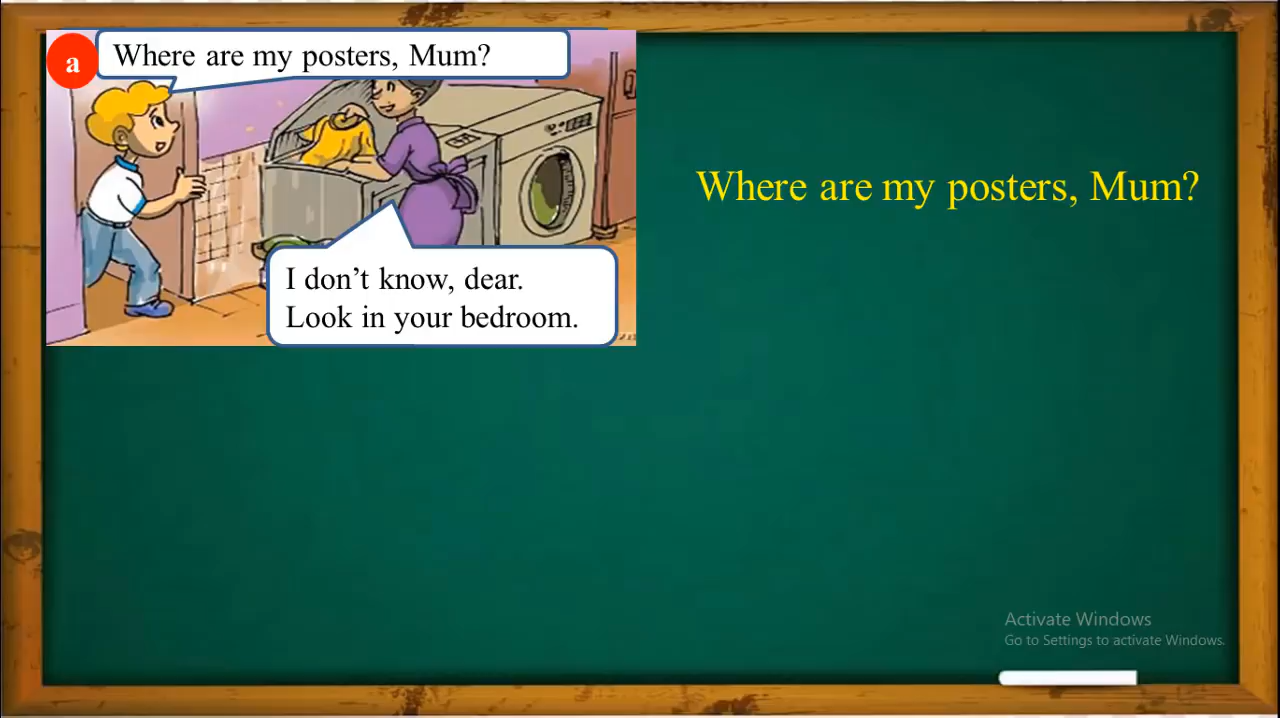 a
Where are my posters, Mum?
I don't know, dear.
Look in your bedroom.
Where are my posters, Mum?
Activate Windows
Go to Settings to activate Windows.